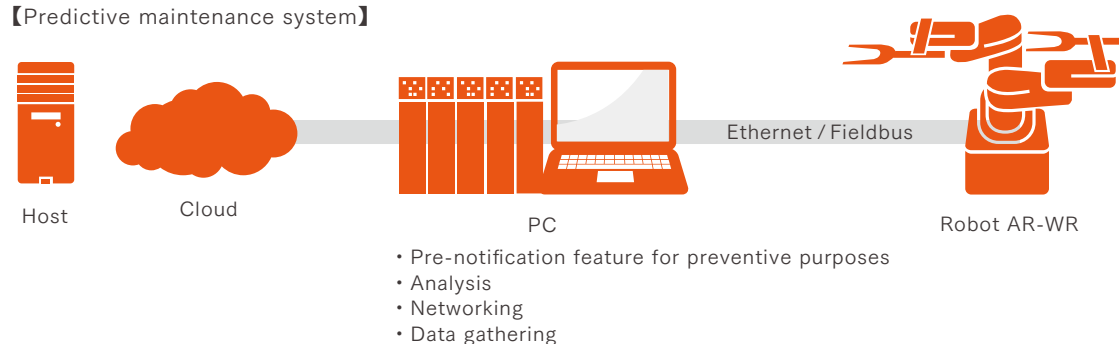 【Predictive maintenance system】
Ethernet / Fieldbus
Host
Cloud
PC
Robot AR-WR
・Pre-notification feature for preventive purposes
・Analysis
・Networking
・Data gathering